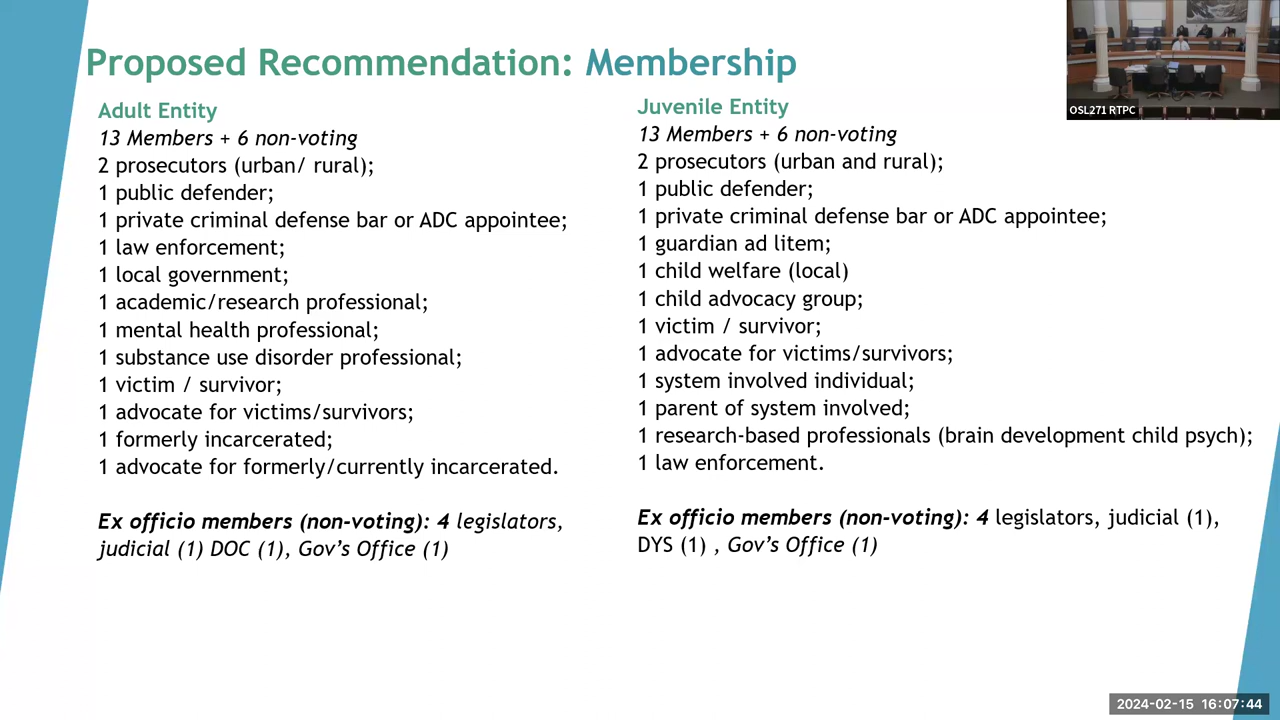 Proposed Recommendation: Membership
Adult Entity
13 Members + 6 non-voting
2 prosecutors (urban/ rural);
1 public defender;
1 private criminal defense bar or ADC appointee;
1 law enforcement;
1 local government;
1 academic/research professional;
1 mental health professional;
1 substance use disorder professional;
1 victim / survivor;
1 advocate for victims/survivors;
1 formerly incarcerated;
1 advocate for formerly/currently incarcerated.
Ex officio members (non-voting): 4 legislators,
judicial (1) DOC (1), Gov’s Office (1)
Juvenile Entity
13 Members + 6 non-voting
2 prosecutors (urban and rural);
1 public defender;
1 private criminal defense bar or ADC appointee;
1 guardian ad litem;
1 child welfare (local)
1 child advocacy group;
1 victim / survivor;
1 advocate for victims/survivors;
1 system involved individual;
1 parent of system involved;
1 research-based professionals (brain development child psych);
1 law enforcement.
Ex officio members (non-voting): 4 legislators, judicial (1),
DYS (1) , Gov’s Office (1)
OSL271 RTPC
2024-02-15 16:07:44